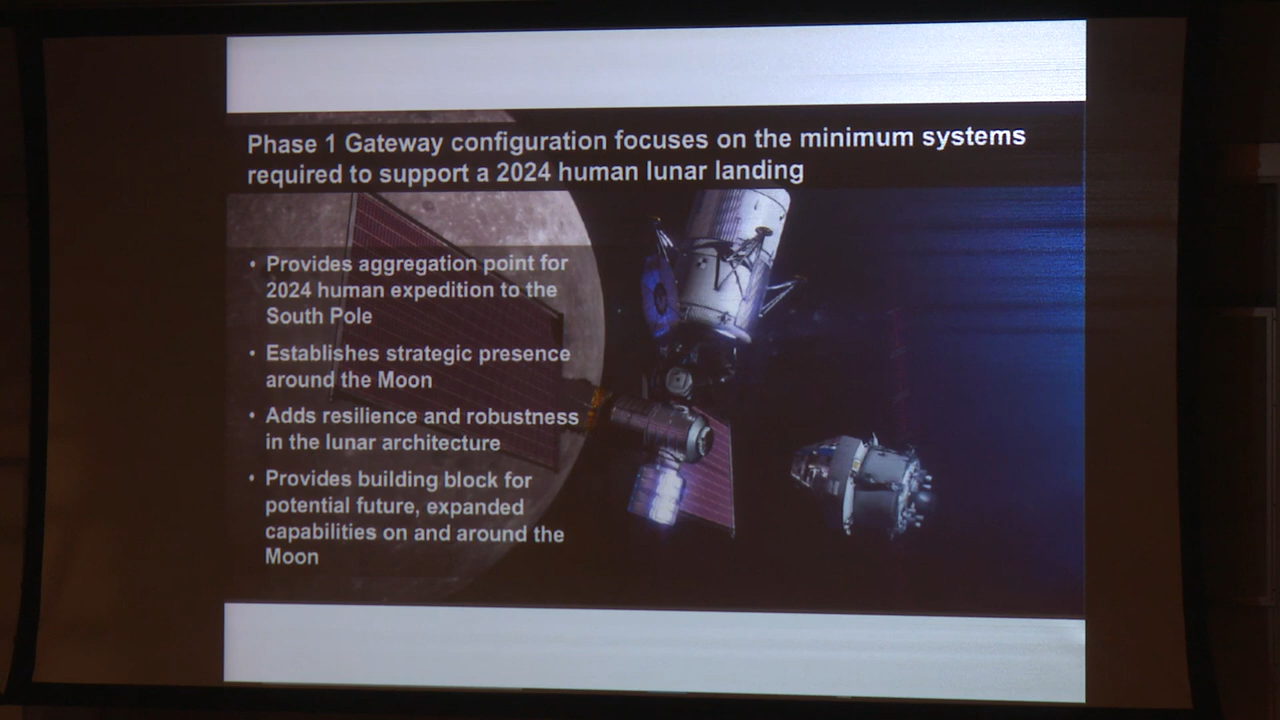 Phase 1 Gateway configuration focuses on the minimum systems
required to support a 2024 human lunar landing
• Provides aggregation point for
2024 human expedition to the
South Pole
• Establishes strategic presence
around the Moon
• Adds resilience and robustness
in the lunar architecture
• Provides building block for
potential future, expanded
capabilities on and around the
Moon